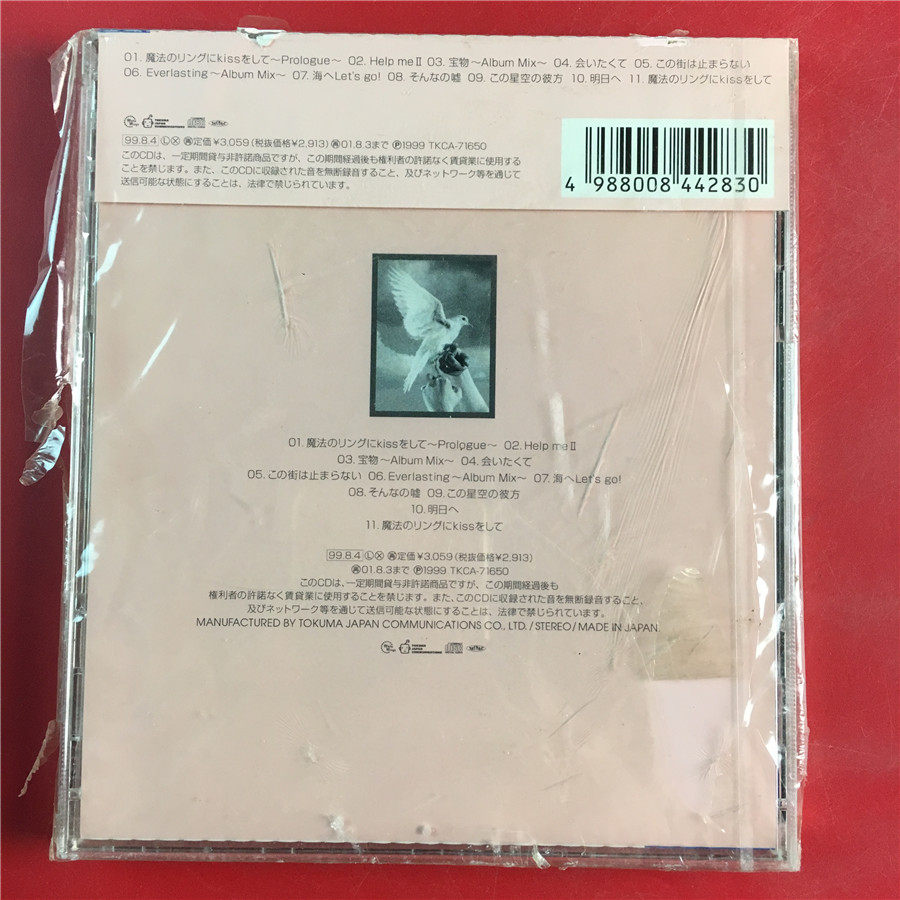 01. 魔法のリングにkissをして～Prologue～ 02. Help meⅡ 03. 宝物～Album Mix～ 04. 会いたくて 05. この街は止まらない
06. Everlasting～Album Mix～ 07. 海へLet's go! 08. そんなの嘘 09. この星空の彼方 10. 明日へ 11. 魔法のリングにkissをして
TOKUMA JAPAN COMMUNICATIONS
99.8.4 Ⓛ Ⓧ ㊢定価¥3,059(税抜価格¥2,913) ㊢01.8.3まで Ⓟ1999 TKCA-71650
このCDは、一定期間貸与非許諾商品ですが、この期間経過後も権利者の許諾なく賃貸業に使用する
ことを禁じます。また、このCDに収録された音を無断録音すること、及びネットワーク等を通じて
送信可能な状態にすることは、法律で禁じられています。
4 988008 442830
01. 魔法のリングにkissをして～Prologue～ 02. Help meⅡ
03. 宝物～Album Mix～ 04. 会いたくて
05. この街は止まらない 06. Everlasting～Album Mix～ 07. 海へLet's go!
08. そんなの嘘 09. この星空の彼方
10. 明日へ
11. 魔法のリングにkissをして
99.8.4 Ⓛ Ⓧ ㊢定価¥3,059(税抜価格¥2,913)
㊢01.8.3まで Ⓟ1999 TKCA-71650
このCDは、一定期間貸与非許諾商品ですが、この期間経過後も
権利者の許諾なく賃貸業に使用することを禁じます。また、このCDに収録された音を無断録音すること、
及びネットワーク等を通じて送信可能な状態にすることは、法律で禁じられています。
MANUFACTURED BY TOKUMA JAPAN COMMUNICATIONS CO., LTD. / STEREO / MADE IN JAPAN.
TOKUMA JAPAN COMMUNICATIONS